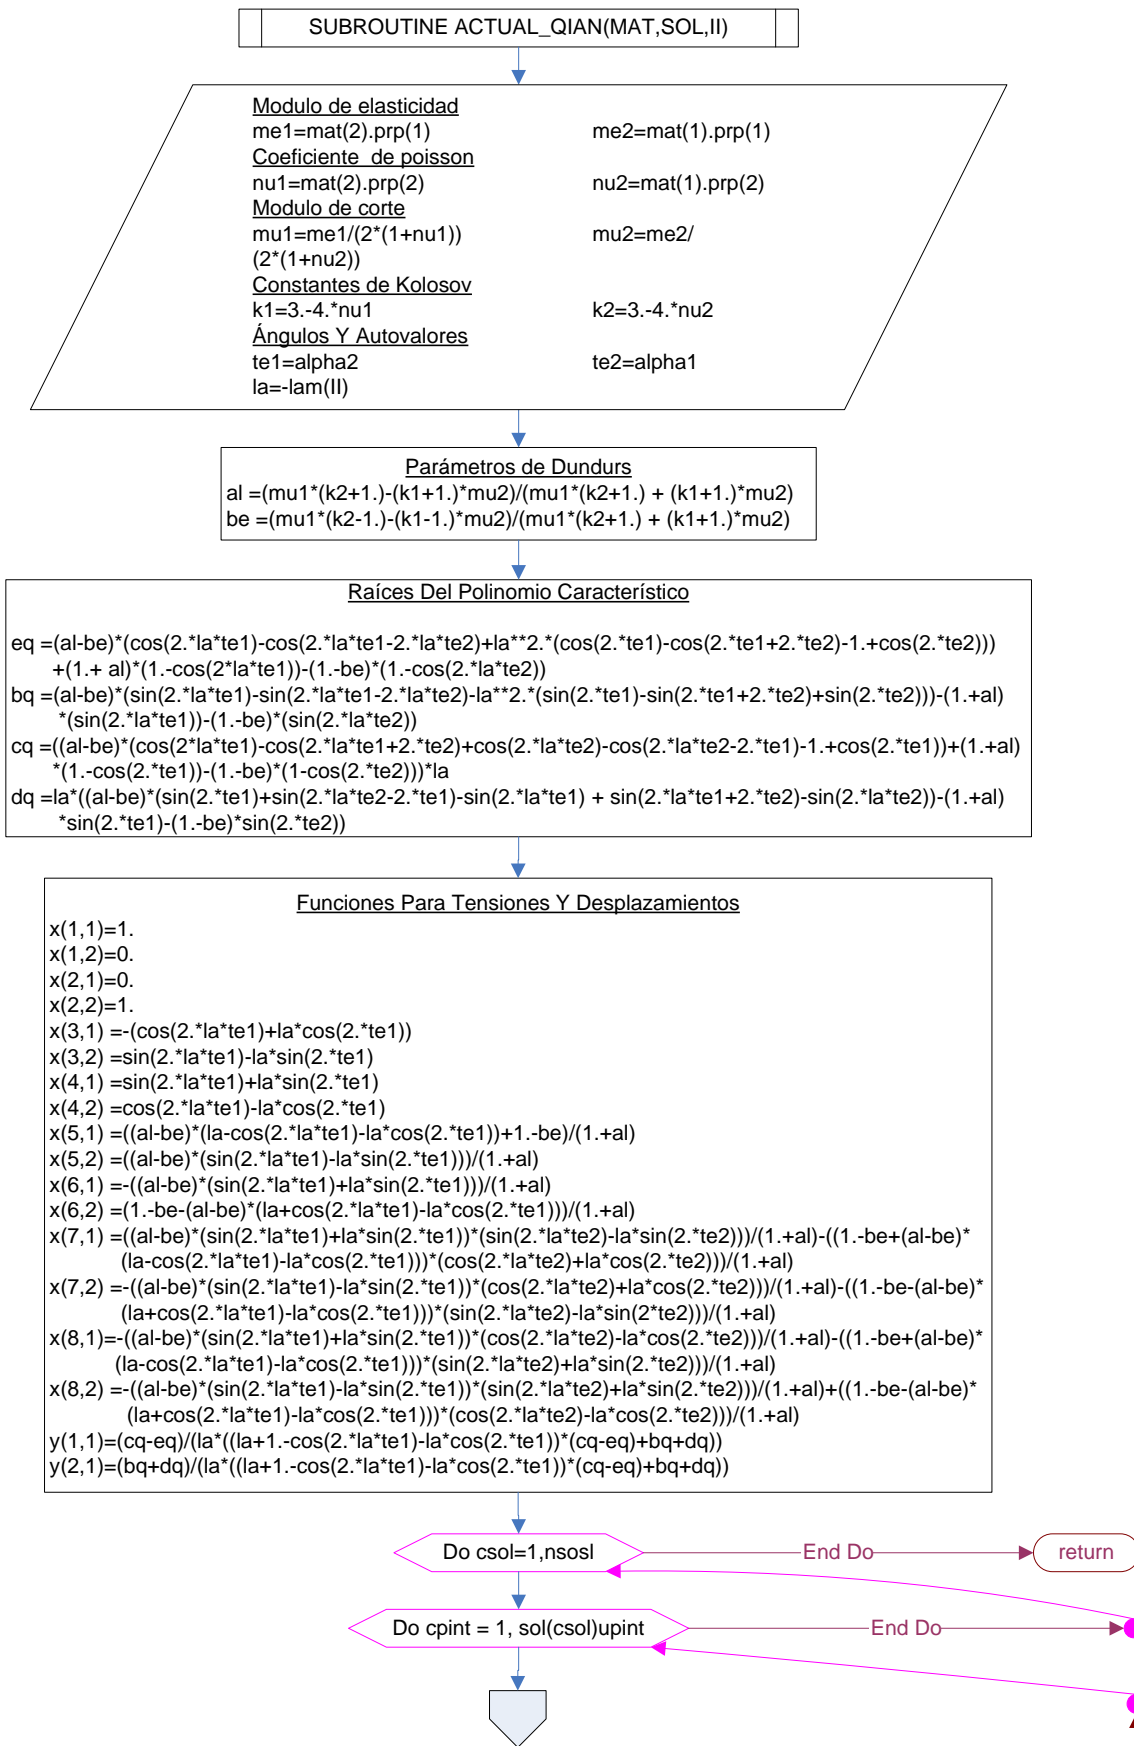 SUBROUTINE ACTUAL_QIAN(MAT,SOL,II)
Modulo de elasticidad
me1=mat(2).prp(1) me2=mat(1).prp(1)
Coeficiente de poisson
nu1=mat(2).prp(2) nu2=mat(1).prp(2)
Modulo de corte
mu1=me1/(2*(1+nu1)) mu2=me2/
(2*(1+nu2))
Constantes de Kolosov
k1=3.-4.*nu1 k2=3.-4.*nu2
Ángulos Y Autovalores
te1=alpha2 te2=alpha1
la=-lam(II)
Parámetros de Dundurs
al =(mu1*(k2+1.)-(k1+1.)*mu2)/(mu1*(k2+1.) + (k1+1.)*mu2)
be =(mu1*(k2-1.)-(k1-1.)*mu2)/(mu1*(k2+1.) + (k1+1.)*mu2)
Raíces Del Polinomio Característico
eq =(al-be)*(cos(2.*la*te1)-cos(2.*la*te1-2.*la*te2)+la**2.*(cos(2.*te1)-cos(2.*te1+2.*te2)-1.+cos(2.*te2)))
+(1.+ al)*(1.-cos(2*la*te1))-(1.-be)*(1.-cos(2.*la*te2))
bq =(al-be)*(sin(2.*la*te1)-sin(2.*la*te1-2.*la*te2)-la**2.*(sin(2.*te1)-sin(2.*te1+2.*te2)+sin(2.*te2)))-(1.+al)
*(sin(2.*la*te1))-(1.-be)*(sin(2.*la*te2))
cq =((al-be)*(cos(2*la*te1)-cos(2.*la*te1+2.*te2)+cos(2.*la*te2)-cos(2.*la*te2-2.*te1)-1.+cos(2.*te1))+(1.+al)
*(1.-cos(2.*te1))-(1.-be)*(1-cos(2.*te2)))*la
dq =la*((al-be)*(sin(2.*te1)+sin(2.*la*te2-2.*te1)-sin(2.*la*te1) + sin(2.*la*te1+2.*te2)-sin(2.*la*te2))-(1.+al)
*sin(2.*te1)-(1.-be)*sin(2.*te2))
Funciones Para Tensiones Y Desplazamientos
x(1,1)=1.
x(1,2)=0.
x(2,1)=0.
x(2,2)=1.
x(3,1) =-(cos(2.*la*te1)+la*cos(2.*te1))
x(3,2) =sin(2.*la*te1)-la*sin(2.*te1)
x(4,1) =sin(2.*la*te1)+la*sin(2.*te1)
x(4,2) =cos(2.*la*te1)-la*cos(2.*te1)
x(5,1) =((al-be)*(la-cos(2.*la*te1)-la*cos(2.*te1))+1.-be)/(1.+al)
x(5,2) =((al-be)*(sin(2.*la*te1)-la*sin(2.*te1)))/(1.+al)
x(6,1) =-((al-be)*(sin(2.*la*te1)+la*sin(2.*te1)))/(1.+al)
x(6,2) =(1.-be-(al-be)*(la+cos(2.*la*te1)-la*cos(2.*te1)))/(1.+al)
x(7,1) =((al-be)*(sin(2.*la*te1)+la*sin(2.*te1))*(sin(2.*la*te2)-la*sin(2.*te2)))/(1.+al)-((1.-be+(al-be)*
(la-cos(2.*la*te1)-la*cos(2.*te1)))*(cos(2.*la*te2)+la*cos(2.*te2)))/(1.+al)
x(7,2) =-((al-be)*(sin(2.*la*te1)-la*sin(2.*te1))*(cos(2.*la*te2)+la*cos(2.*te2)))/(1.+al)-((1.-be-(al-be)*
(la+cos(2.*la*te1)-la*cos(2.*te1)))*(sin(2.*la*te2)-la*sin(2*te2)))/(1.+al)
x(8,1)=-((al-be)*(sin(2.*la*te1)+la*sin(2.*te1))*(cos(2.*la*te2)-la*cos(2.*te2)))/(1.+al)-((1.-be+(al-be)*
(la-cos(2.*la*te1)-la*cos(2.*te1)))*(sin(2.*la*te2)+la*sin(2.*te2)))/(1.+al)
x(8,2) =-((al-be)*(sin(2.*la*te1)-la*sin(2.*te1))*(sin(2.*la*te2)+la*sin(2.*te2)))/(1.+al)+((1.-be-(al-be)*
(la+cos(2.*la*te1)-la*cos(2.*te1)))*(cos(2.*la*te2)-la*cos(2.*te2)))/(1.+al)
y(1,1)=(cq-eq)/(la*((la+1.-cos(2.*la*te1)-la*cos(2.*te1))*(cq-eq)+bq+dq))
y(2,1)=(bq+dq)/(la*((la+1.-cos(2.*la*te1)-la*cos(2.*te1))*(cq-eq)+bq+dq))
Do csol=1,nsosl End Do return
Do cpint = 1, sol(csol)upint End Do